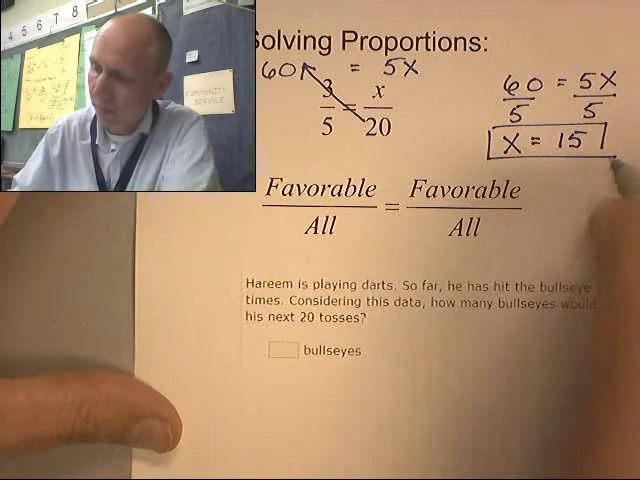 4 5 6 7 8
COMMUNITY
SERVICE
Solving Proportions:
60 = 5x
3/5 = x/20
60/5 = 5x/5
x = 15
Favorable/All = Favorable/All
Hareem is playing darts. So far, he has hit the bullseye
times. Considering this data, how many bullseyes would
his next 20 tosses?
bullseyes